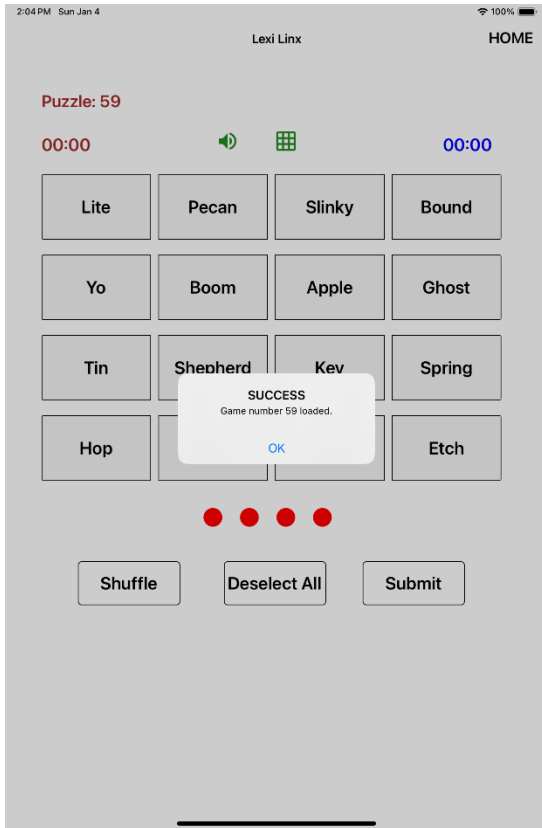 2:04 PM Sun Jan 4 100%
Lexi Linx HOME
Puzzle: 59
00:00 00:00
Lite Pecan Slinky Bound
Yo Boom Apple Ghost
Tin Shepherd Key Spring
SUCCESS
Game number 59 loaded.
OK
Hop Etch
Shuffle Deselect All Submit